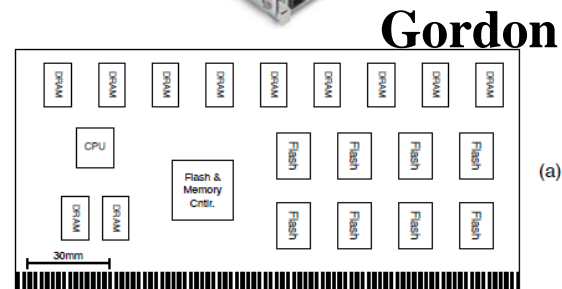 Gordon
DRAM DRAM DRAM DRAM DRAM DRAM DRAM DRAM DRAM
CPU
Flash Flash Flash Flash
(a)
Flash &
Memory
Cntlr.
DRAM DRAM
Flash Flash Flash Flash
30mm